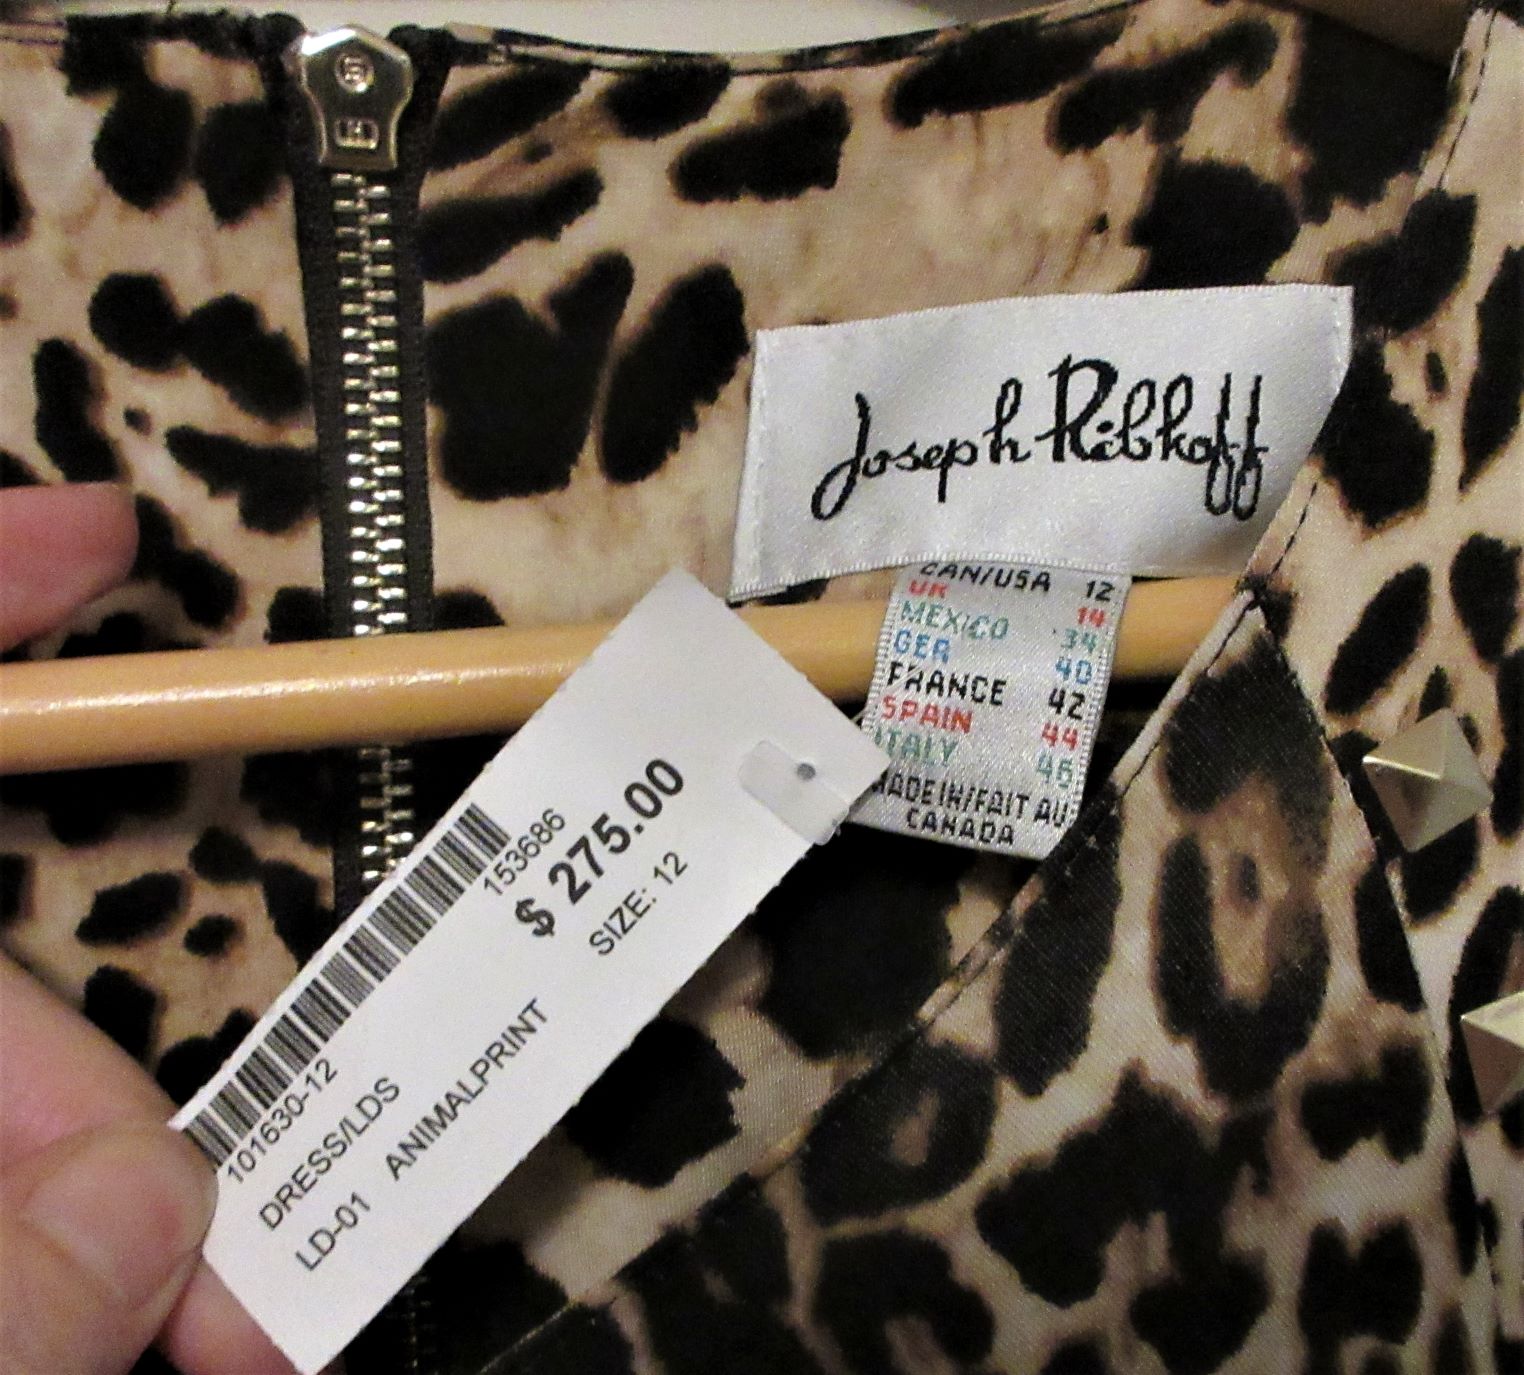 Joseph Ribkoff
CAN/USA 12
UK 14
MEXICO 34
GER 40
FRANCE 42
SPAIN 44
ITALY 46
MADE IN/FAIT AU
CANADA
153686
$ 275.00
SIZE: 12
101630-12
DRESS/LDS
LD-01 ANIMALPRINT